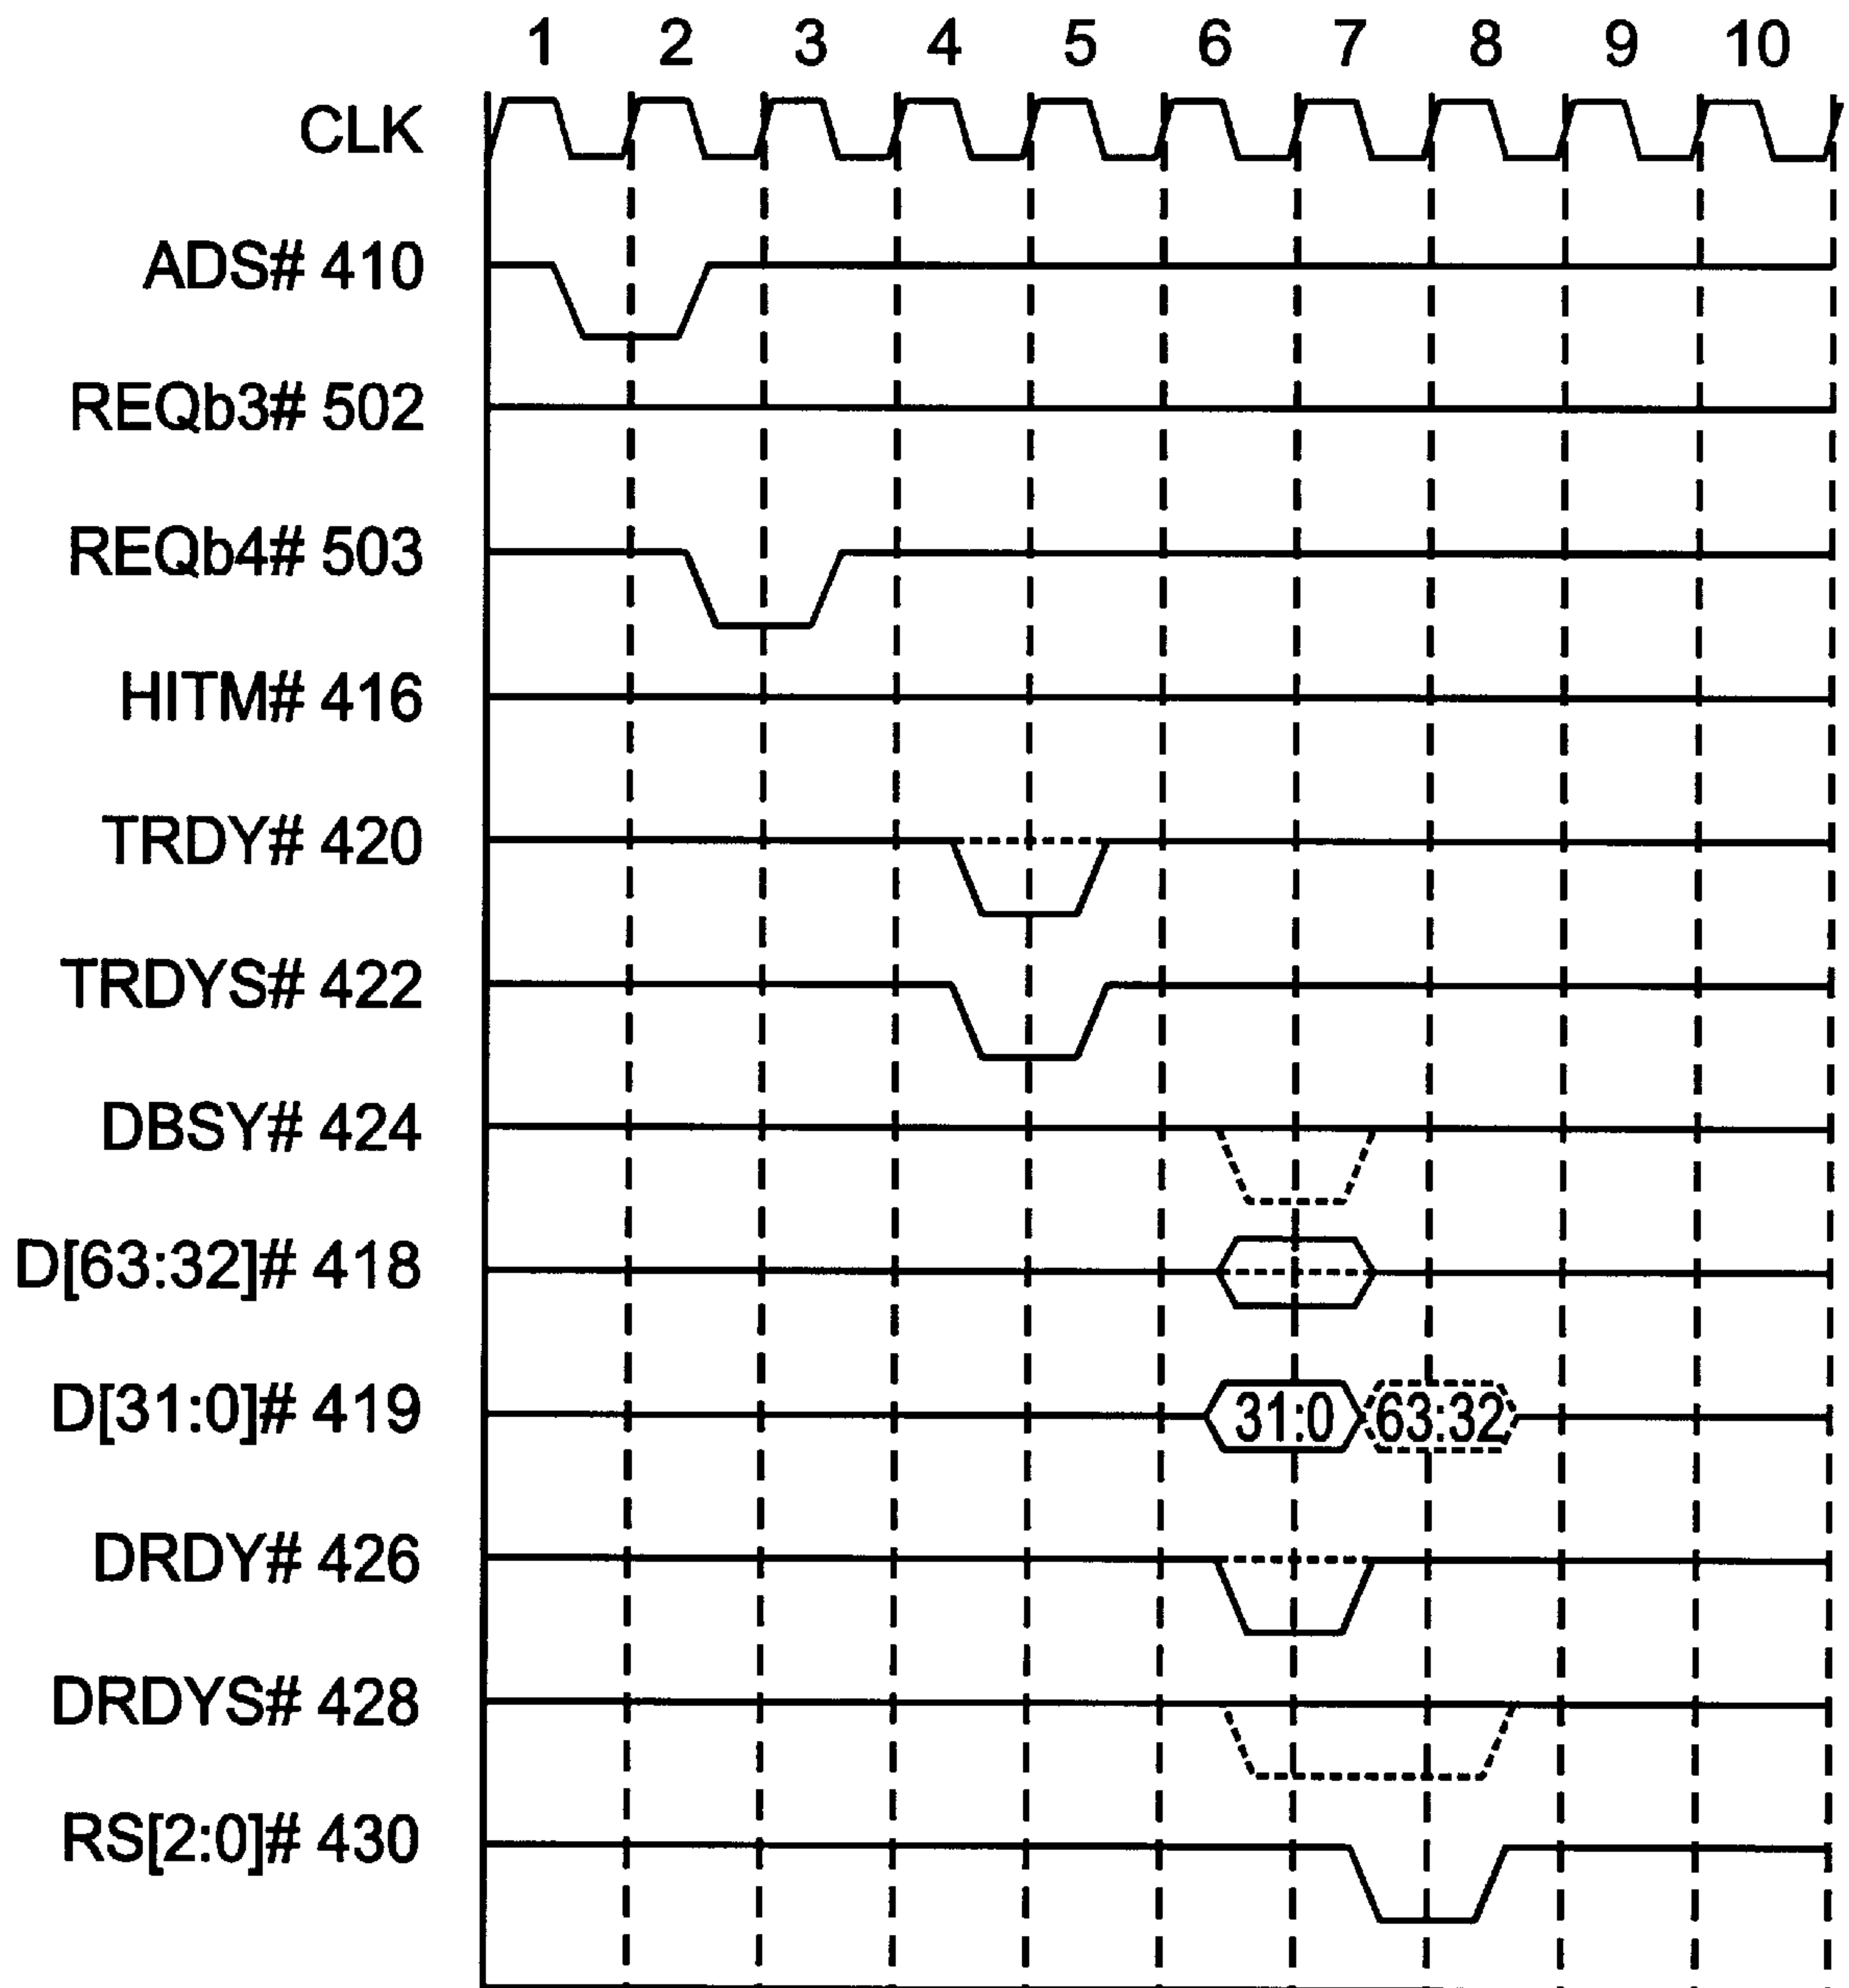 1 2 3 4 5 6 7 8 9 10
CLK
ADS# 410
REQb3# 502
REQb4# 503
HITM# 416
TRDY# 420
TRDYS# 422
DBSY# 424
D[63:32]# 418
D[31:0]# 419 31:0 63:32
DRDY# 426
DRDYS# 428
RS[2:0]# 430